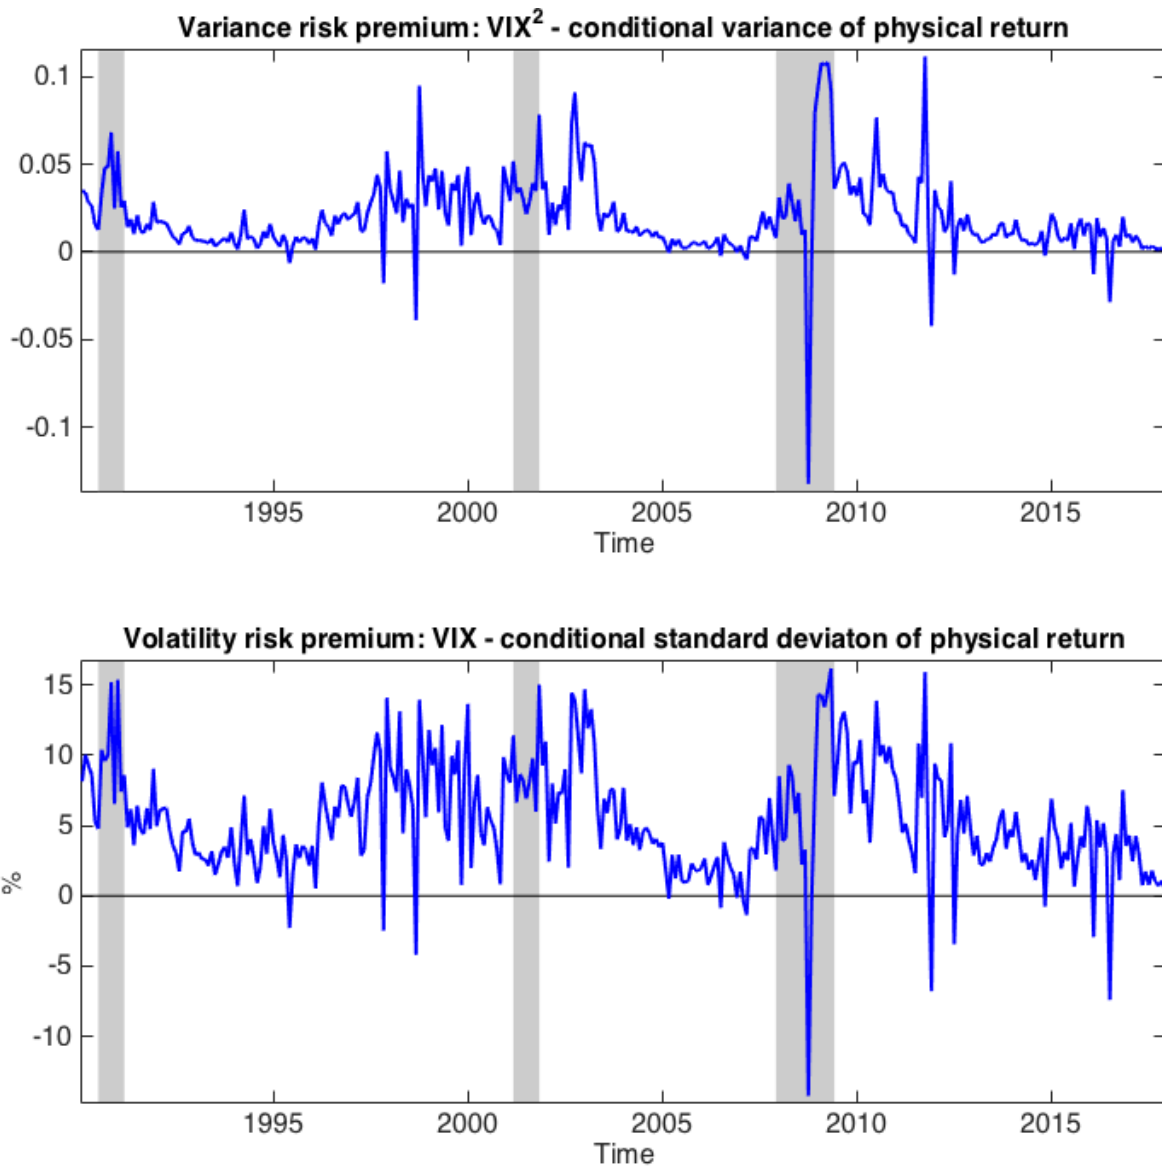 Variance risk premium: VIX² - conditional variance of physical return
0.1
0.05
0
-0.05
-0.1
1995 2000 2005 2010 2015
Time
Volatility risk premium: VIX - conditional standard deviaton of physical return
15
10
5
0
-5
-10
%
1995 2000 2005 2010 2015
Time